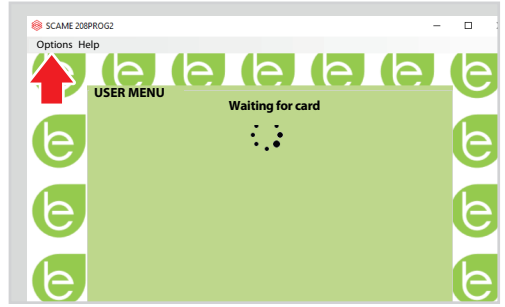 SCAME 208PROG2
Options Help
USER MENU
Waiting for card